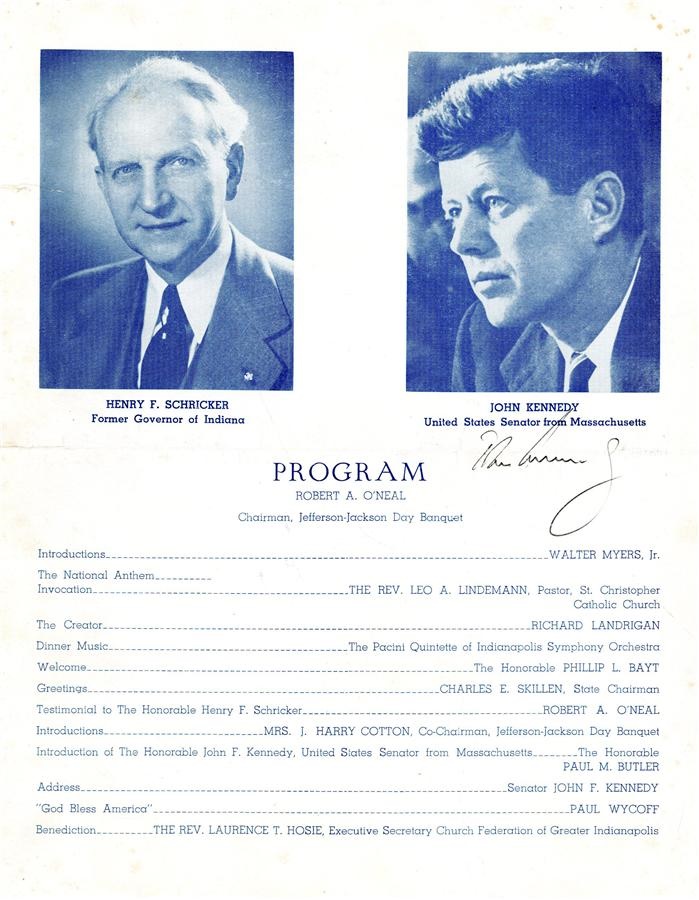 HENRY F. SCHRICKER
Former Governor of Indiana
JOHN KENNEDY
United States Senator from Massachusetts
PROGRAM
ROBERT A. O'NEAL
Chairman, Jefferson-Jackson Day Banquet
Introductions WALTER MYERS, Jr.
The National Anthem
Invocation THE REV. LEO A. LINDEMANN, Pastor, St. Christopher
Catholic Church
The Creator RICHARD LANDRIGAN
Dinner Music The Pacini Quintette of Indianapolis Symphony Orchestra
Welcome The Honorable PHILLIP L. BAYT
Greetings CHARLES E. SKILLEN, State Chairman
Testimonial to The Honorable Henry F. Schricker ROBERT A. O'NEAL
Introductions MRS. J. HARRY COTTON, Co-Chairman, Jefferson-Jackson Day Banquet
Introduction of The Honorable John F. Kennedy, United States Senator from Massachusetts The Honorable
PAUL M. BUTLER
Address Senator JOHN F. KENNEDY
"God Bless America" PAUL WYCOFF
Benediction THE REV. LAURENCE T. HOSIE, Executive Secretary Church Federation of Greater Indianapolis